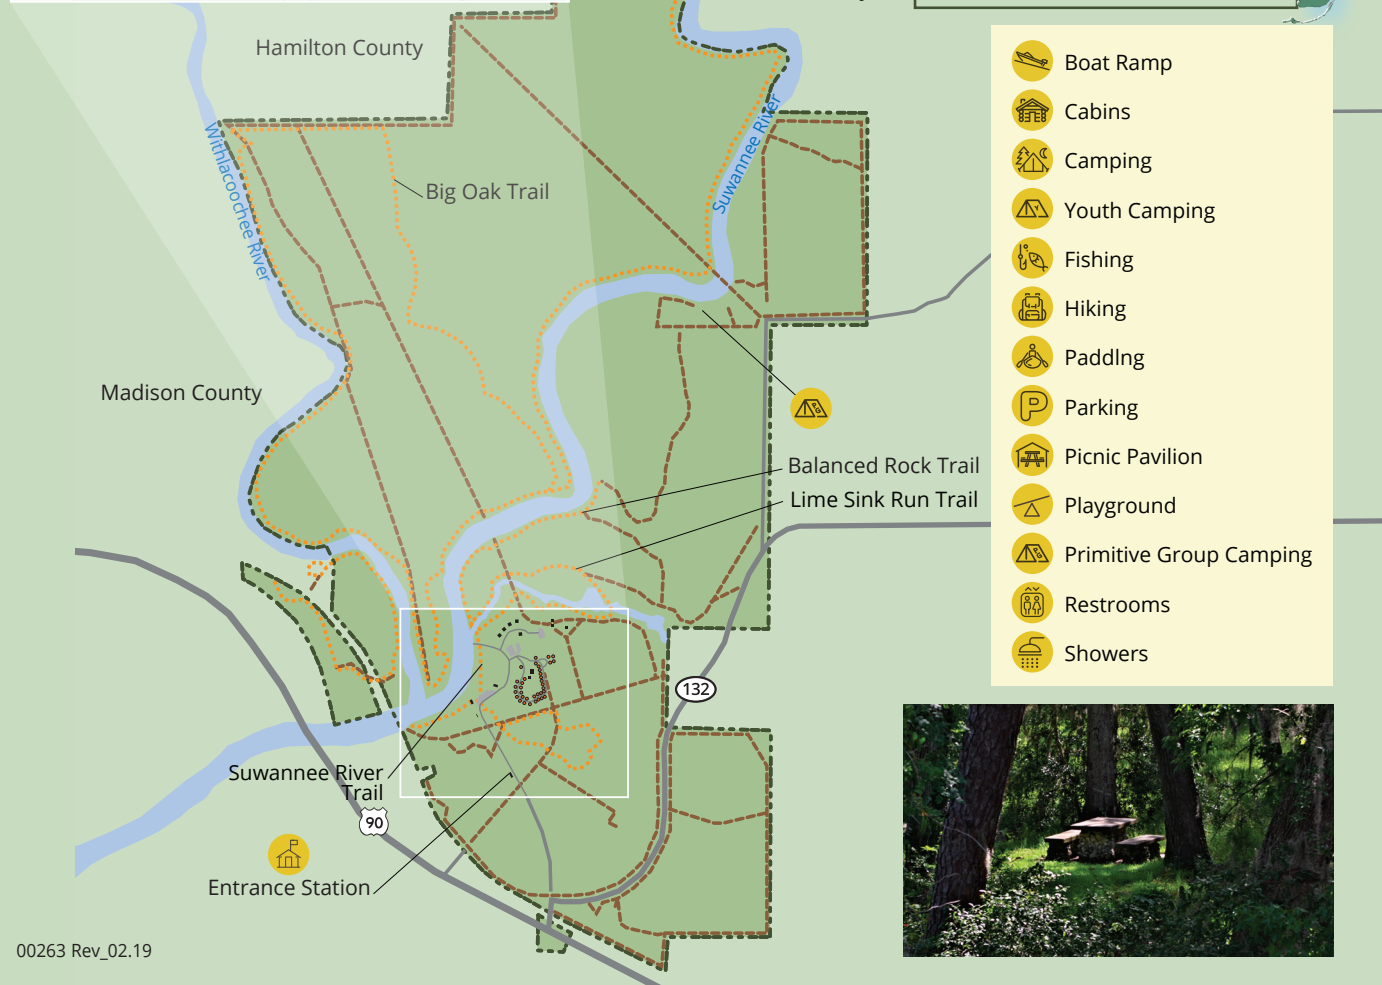 Hamilton County
Withlacoochee River
Suwannee River
Big Oak Trail
Madison County
Balanced Rock Trail
Lime Sink Run Trail
132
Suwannee River
Trail
90
Entrance Station
00263 Rev_02.19
Boat Ramp
Cabins
Camping
Youth Camping
Fishing
Hiking
Paddlng
P
Parking
Picnic Pavilion
Playground
Primitive Group Camping
Restrooms
Showers